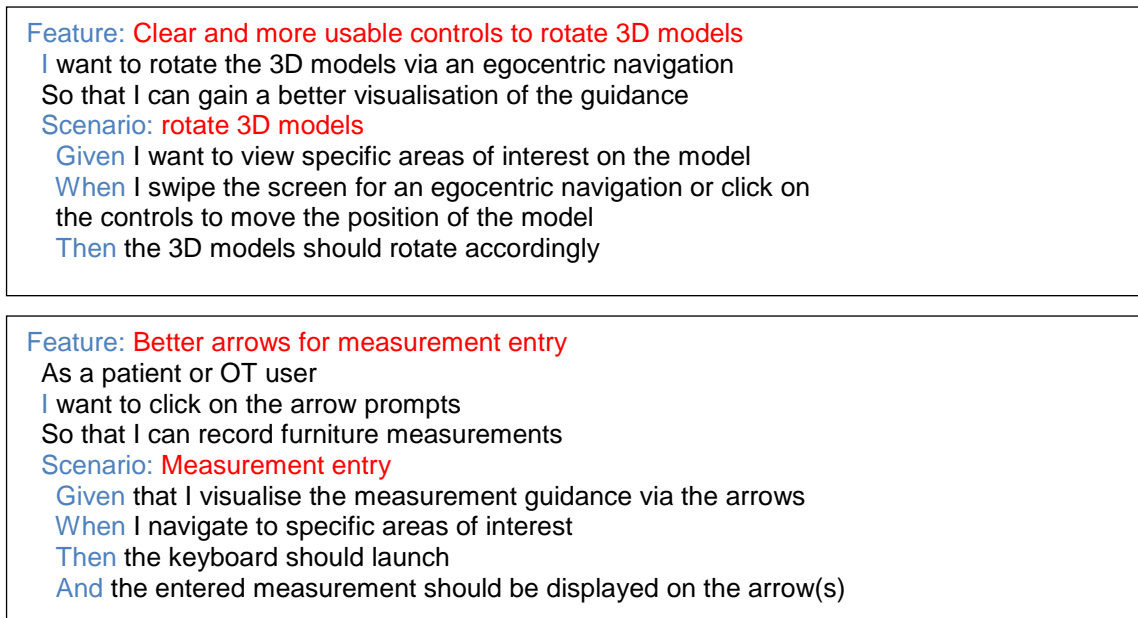 Feature: Clear and more usable controls to rotate 3D models
I want to rotate the 3D models via an egocentric navigation
So that I can gain a better visualisation of the guidance
Scenario: rotate 3D models
Given I want to view specific areas of interest on the model
When I swipe the screen for an egocentric navigation or click on
the controls to move the position of the model
Then the 3D models should rotate accordingly
Feature: Better arrows for measurement entry
As a patient or OT user
I want to click on the arrow prompts
So that I can record furniture measurements
Scenario: Measurement entry
Given that I visualise the measurement guidance via the arrows
When I navigate to specific areas of interest
Then the keyboard should launch
And the entered measurement should be displayed on the arrow(s)